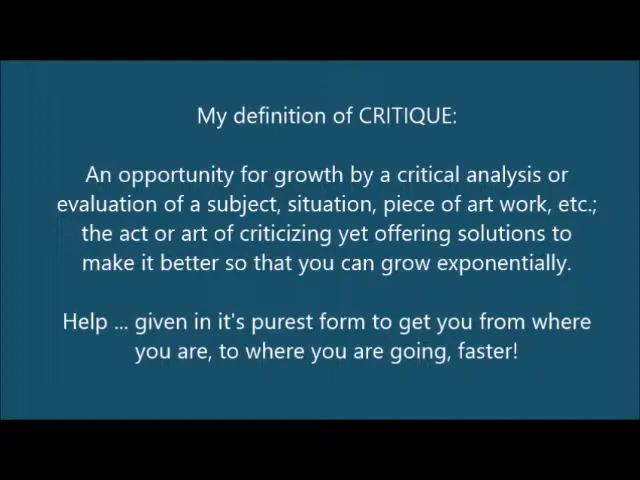 My definition of CRITIQUE:
An opportunity for growth by a critical analysis or
evaluation of a subject, situation, piece of art work, etc.;
the act or art of criticizing yet offering solutions to
make it better so that you can grow exponentially.
Help ... given in it's purest form to get you from where
you are, to where you are going, faster!